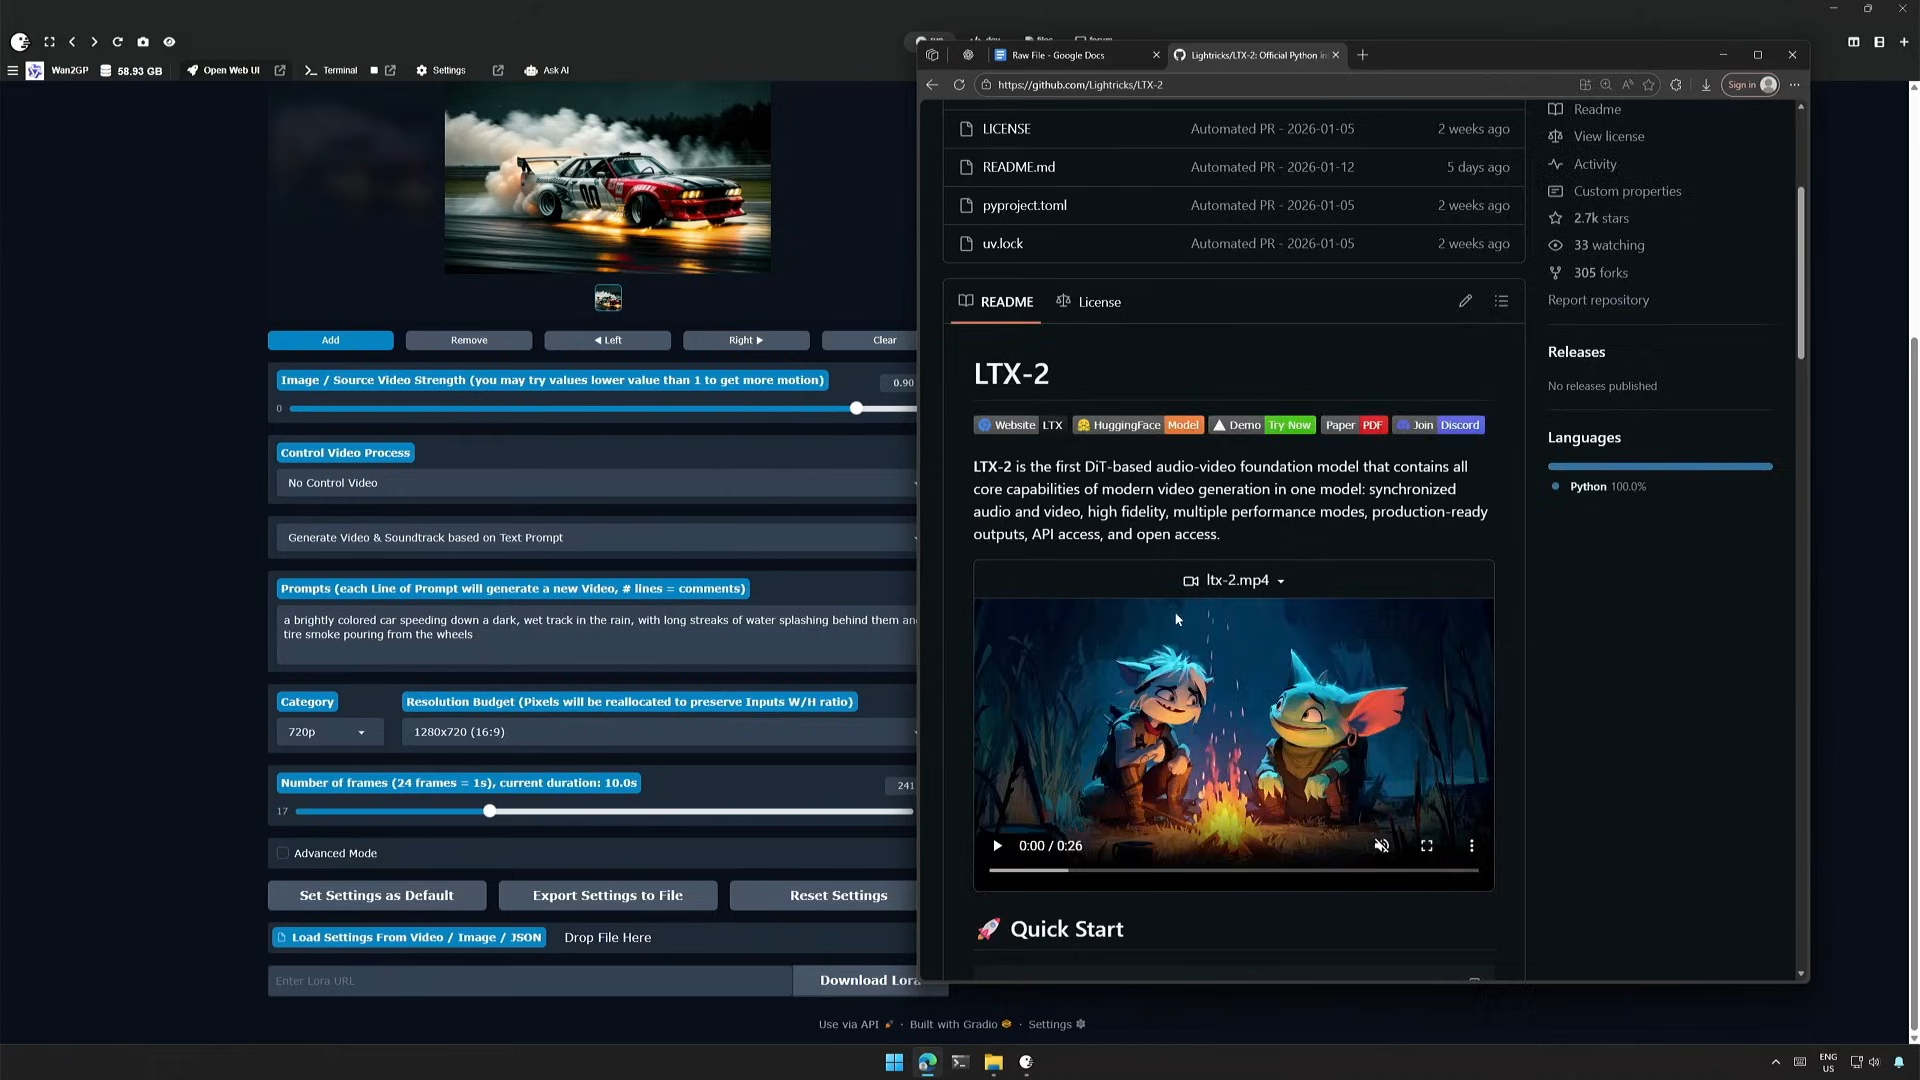 Wan2GP
58.93 GB
Open Web UI
Terminal
Settings
Ask AI
00
Add
Remove
Left
Right
Clear
Image / Source Video Strength (you may try values lower value than 1 to get more motion)
0.90
0
Control Video Process
No Control Video
Generate Video & Soundtrack based on Text Prompt
Prompts (each Line of Prompt will generate a new Video, # lines = comments)
a brightly colored car speeding down a dark, wet track in the rain, with long streaks of water splashing behind them an
tire smoke pouring from the wheels
Category
Resolution Budget (Pixels will be reallocated to preserve Inputs W/H ratio)
720p
1280x720 (16:9)
Number of frames (24 frames = 1s), current duration: 10.0s
241
17
Advanced Mode
Set Settings as Default
Export Settings to File
Reset Settings
Load Settings From Video / Image / JSON
Drop File Here
Enter Lora URL
Download Lora
Use via API
· Built with Gradio
· Settings
Raw File - Google Docs
Lightricks/LTX-2: Official Python in
https://github.com/Lightricks/LTX-2
Sign in
LICENSE
Automated PR - 2026-01-05
2 weeks ago
README.md
Automated PR - 2026-01-12
5 days ago
pyproject.toml
Automated PR - 2026-01-05
2 weeks ago
uv.lock
Automated PR - 2026-01-05
2 weeks ago
README
License
LTX-2
Website LTX
HuggingFace Model
Demo Try Now
Paper PDF
Join Discord
LTX-2 is the first DiT-based audio-video foundation model that contains all
core capabilities of modern video generation in one model: synchronized
audio and video, high fidelity, multiple performance modes, production-ready
outputs, API access, and open access.
ltx-2.mp4
0:00 / 0:26
Quick Start
Readme
View license
Activity
Custom properties
2.7k stars
33 watching
305 forks
Report repository
Releases
No releases published
Languages
Python 100.0%
ENG
US